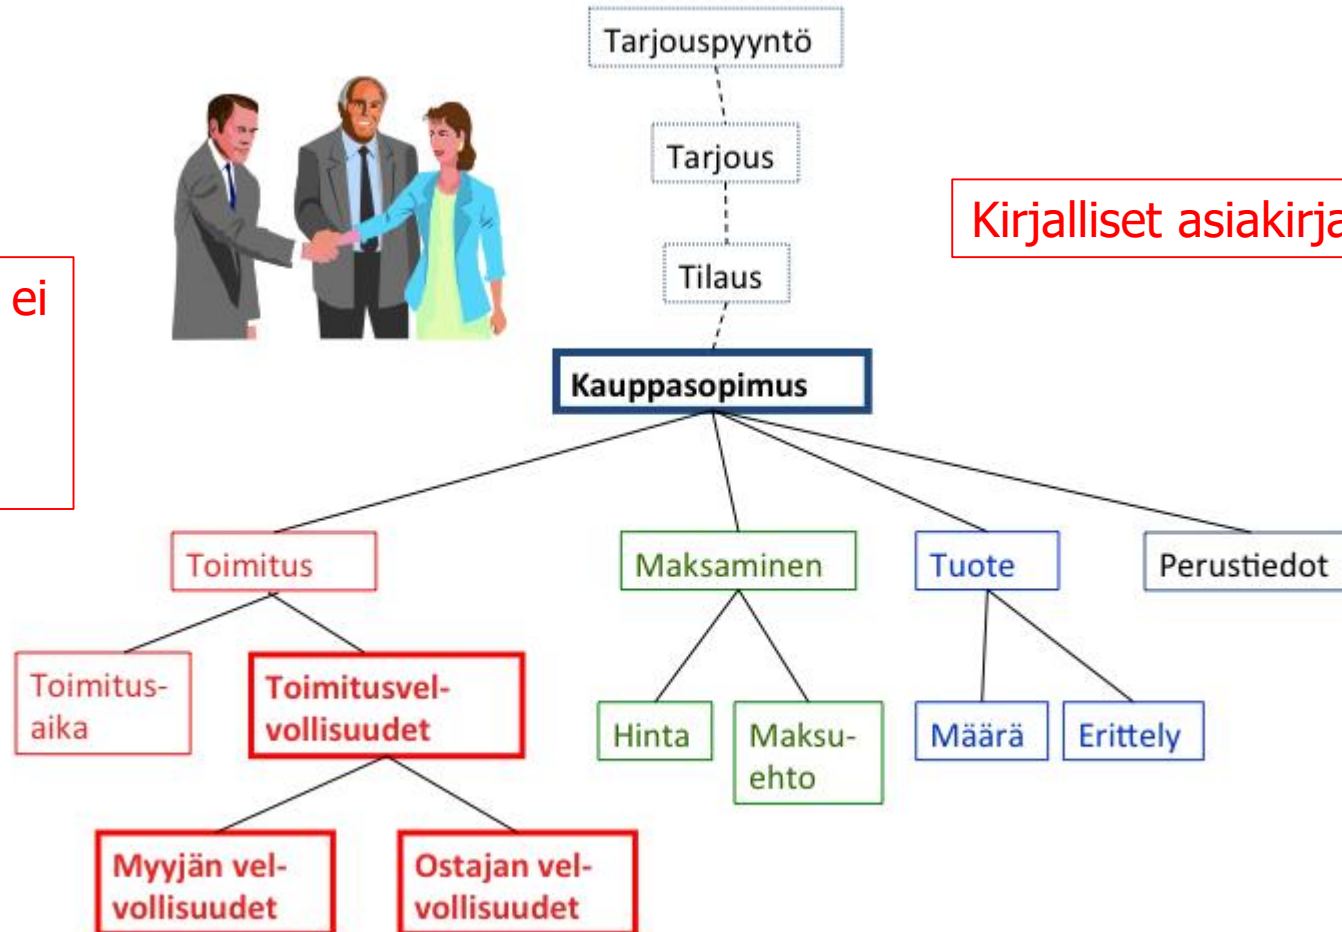 Tarjouspyyntö
Tarjous
Kirjalliset asiakirja
Tilaus
ei
Kauppasopimus
Toimitus
Maksaminen
Tuote
Perustiedot
Toimitus-
aika
Toimitusvel-
vollisuudet
Hinta
Maksu-
ehto
Määrä
Erittely
Myyjän vel-
vollisuudet
Ostajan vel-
vollisuudet